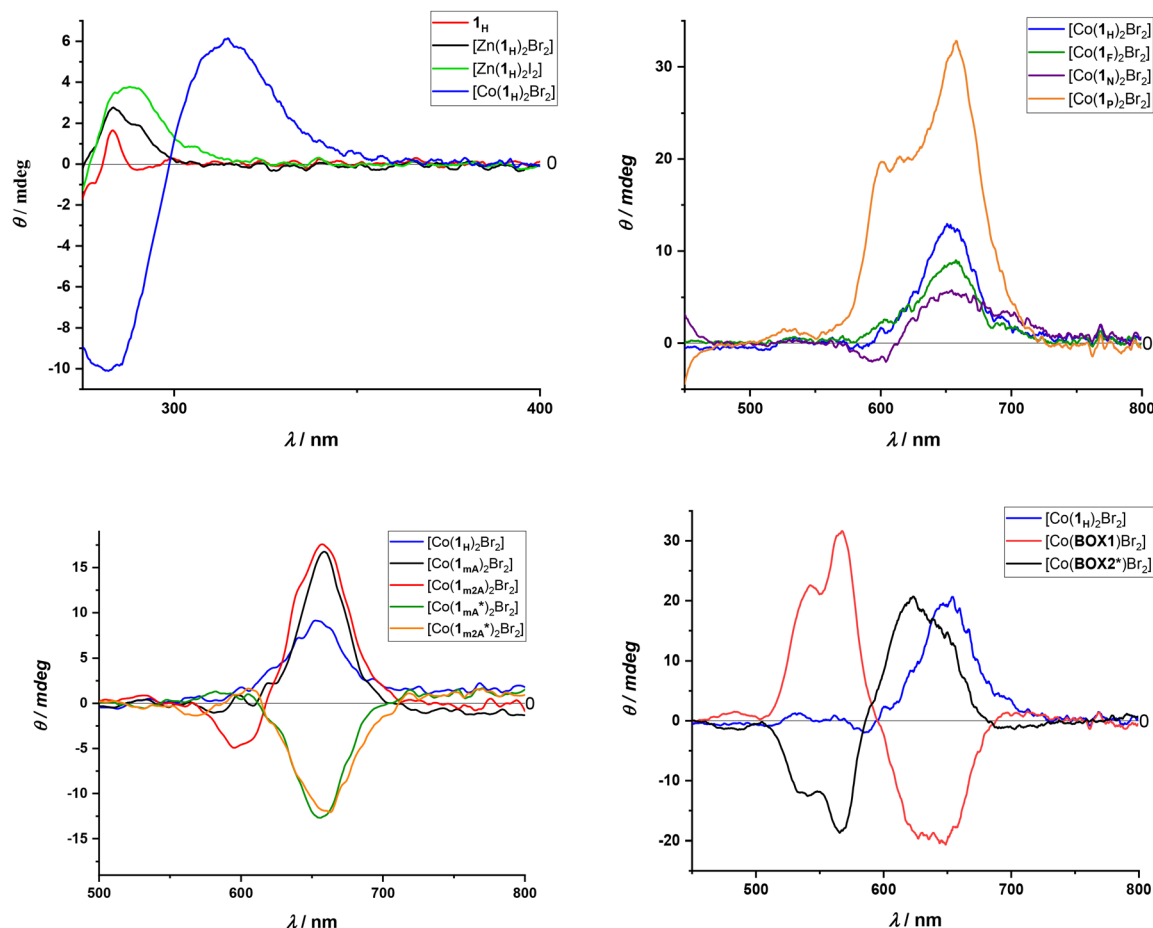 1H
[Zn(1H)2Br2]
[Zn(1H)2I2]
[Co(1H)2Br2]
6
4
2
0
-2
-4
-6
-8
-10
0
300
400
θ / mdeg
λ / nm
[Co(1H)2Br2]
[Co(1F)2Br2]
[Co(1N)2Br2]
[Co(1P)2Br2]
30
20
10
0
0
500
600
700
800
θ / mdeg
λ / nm
[Co(1H)2Br2]
[Co(1mA)2Br2]
[Co(1m2A)2Br2]
[Co(1mA*)2Br2]
[Co(1m2A*)2Br2]
15
10
5
0
-5
-10
-15
0
500
600
700
800
θ / mdeg
λ / nm
[Co(1H)2Br2]
[Co(BOX1)Br2]
[Co(BOX2*)Br2]
30
20
10
0
-10
-20
0
500
600
700
800
θ / mdeg
λ / nm